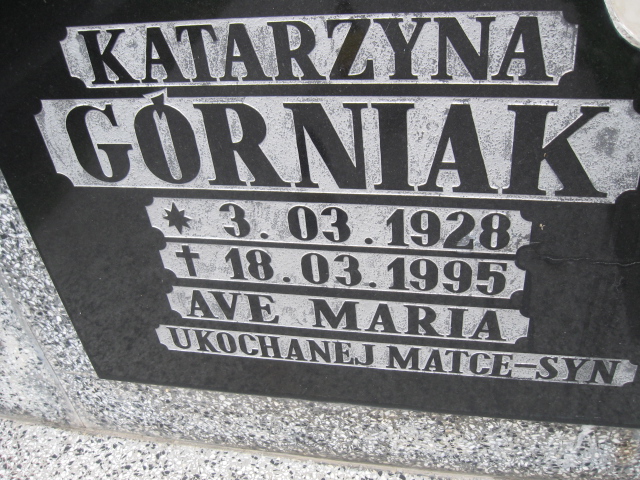 KATARZYNA
GÓRNIAK
* 3.03.1928
† 18.03.1995
AVE MARIA
UKOCHANEJ MATCE-SYN